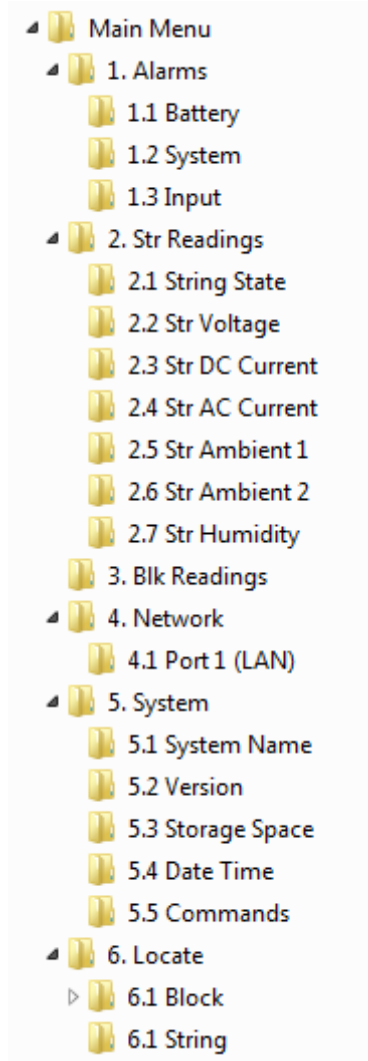 Main Menu
1. Alarms
1.1 Battery
1.2 System
1.3 Input
2. Str Readings
2.1 String State
2.2 Str Voltage
2.3 Str DC Current
2.4 Str AC Current
2.5 Str Ambient 1
2.6 Str Ambient 2
2.7 Str Humidity
3. Blk Readings
4. Network
4.1 Port 1 (LAN)
5. System
5.1 System Name
5.2 Version
5.3 Storage Space
5.4 Date Time
5.5 Commands
6. Locate
6.1 Block
6.1 String